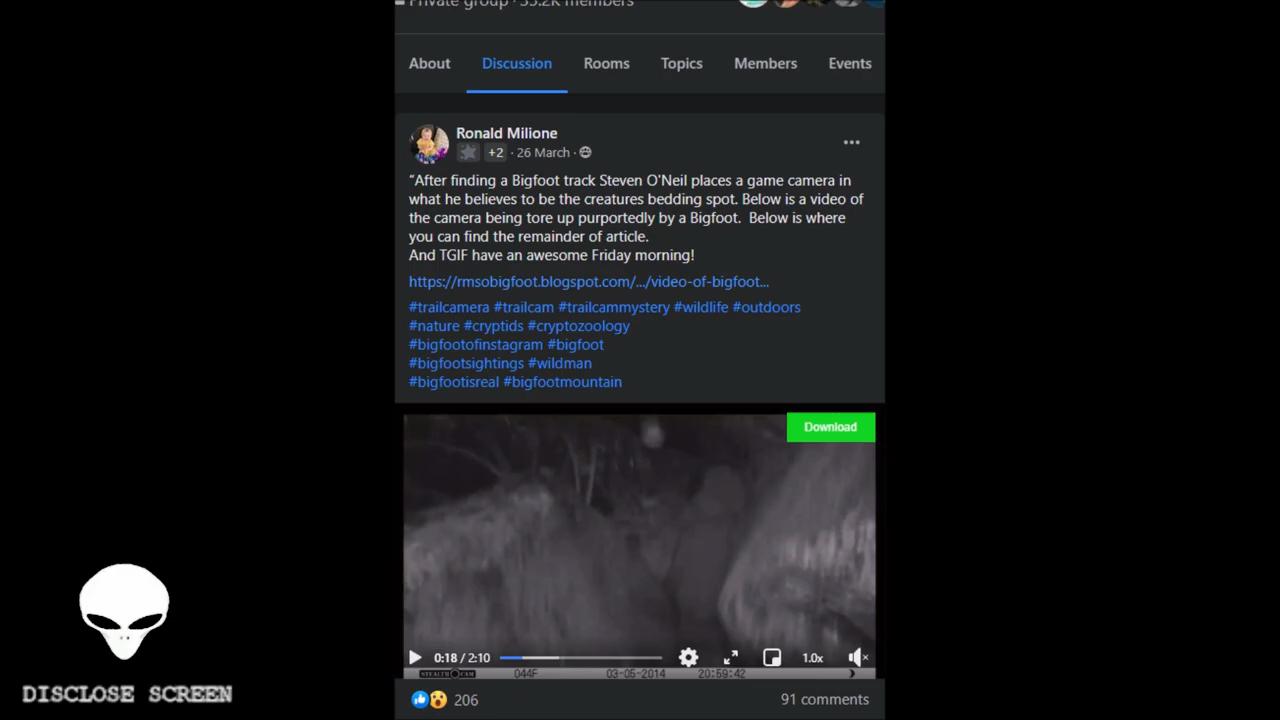 Private group · 35.2K members
About Discussion Rooms Topics Members Events
Ronald Milione
+2 · 26 March ·
“After finding a Bigfoot track Steven O'Neil places a game camera in
what he believes to be the creatures bedding spot. Below is a video of
the camera being tore up purportedly by a Bigfoot. Below is where
you can find the remainder of article.
And TGIF have an awesome Friday morning!
https://rmsobigfoot.blogspot.com/.../video-of-bigfoot...
#trailcamera #trailcam #trailcammystery #wildlife #outdoors
#nature #cryptids #cryptozoology
#bigfootofinstagram #bigfoot
#bigfootsightings #wildman
#bigfootisreal #bigfootmountain
Download
0:18 / 2:10 1.0x
STEALTH CAM 044F 03-05-2014 20:59:42
206 91 comments
DISCLOSE SCREEN